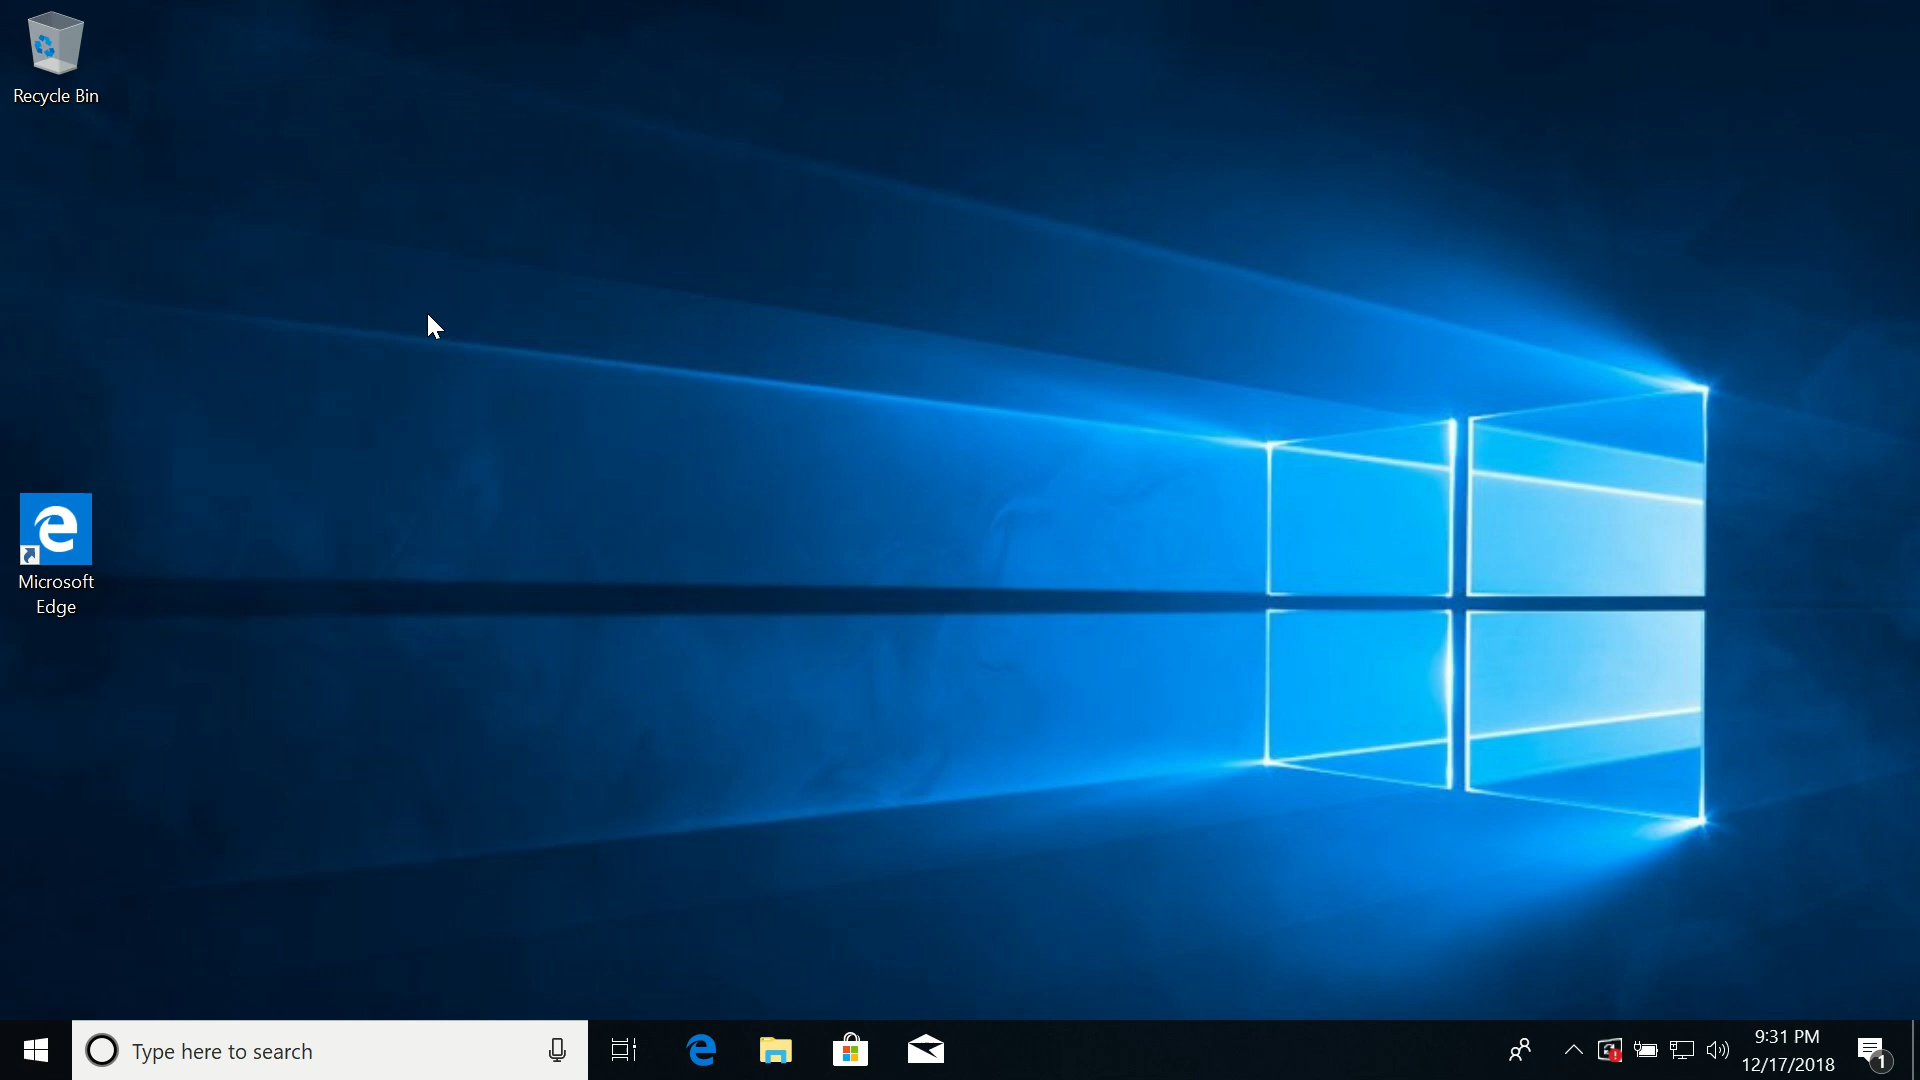 Recycle Bin
Microsoft
Edge
Type here to search
9:31 PM
12/17/2018
1